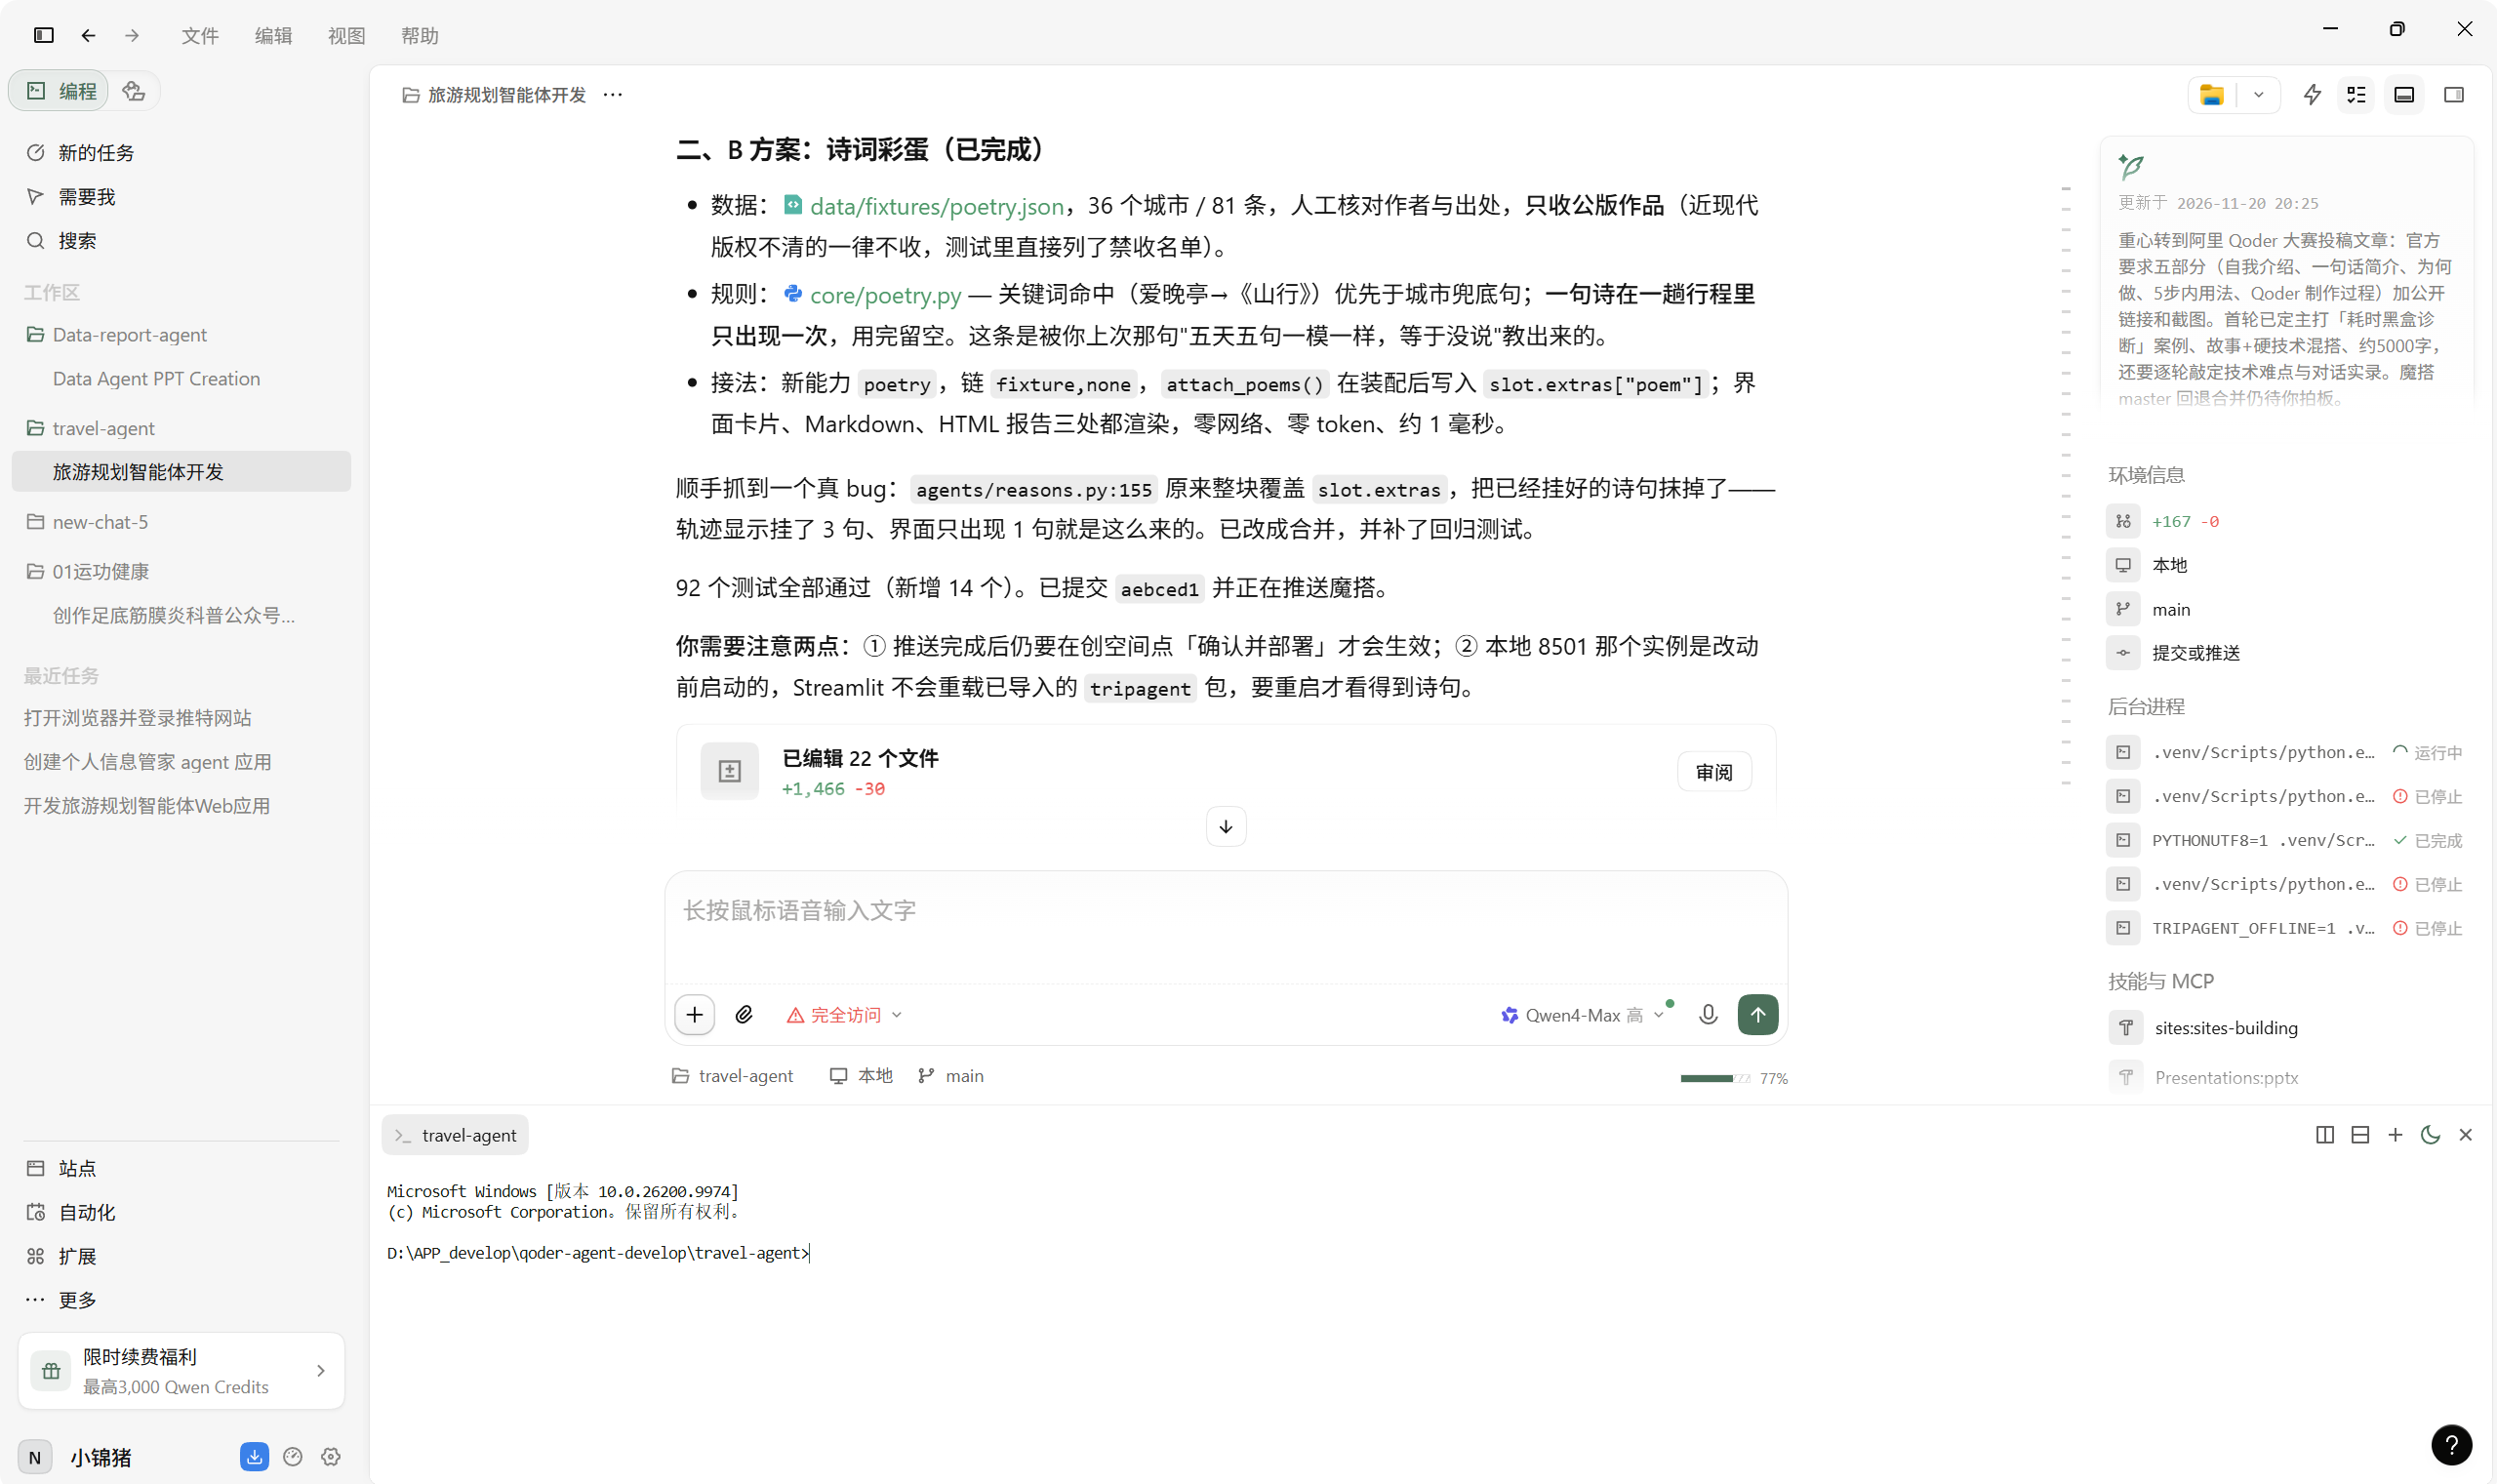 文件 编辑 视图 帮助
编程
新的任务
需要我
搜索
工作区
Data-report-agent
Data Agent PPT Creation
travel-agent
旅游规划智能体开发
new-chat-5
01运功健康
创作足底筋膜炎科普公众号...
最近任务
打开浏览器并登录推特网站
创建个人信息管家 agent 应用
开发旅游规划智能体Web应用
站点
自动化
扩展
更多
限时续费福利
最高3,000 Qwen Credits
N 小锦猪
旅游规划智能体开发
二、B 方案：诗词彩蛋（已完成）
数据： data/fixtures/poetry.json，36 个城市 / 81 条，人工核对作者与出处，只收公版作品（近现代
版权不清的一律不收，测试里直接列了禁收名单）。
规则： core/poetry.py — 关键词命中（爱晚亭→《山行》）优先于城市兜底句；一句诗在一趟行程里
只出现一次，用完留空。这条是被你上次那句"五天五句一模一样，等于没说"教出来的。
接法：新能力 poetry，链 fixture,none，attach_poems() 在装配后写入 slot.extras["poem"]；界
面卡片、Markdown、HTML 报告三处都渲染，零网络、零 token、约 1 毫秒。
顺手抓到一个真 bug：agents/reasons.py:155 原来整块覆盖 slot.extras，把已经挂好的诗句抹掉了——
轨迹显示挂了 3 句、界面只出现 1 句就是这么来的。已改成合并，并补了回归测试。
92 个测试全部通过（新增 14 个）。已提交 aebced1 并正在推送魔搭。
你需要注意两点：① 推送完成后仍要在创空间点「确认并部署」才会生效；② 本地 8501 那个实例是改动
前启动的，Streamlit 不会重载已导入的 tripagent 包，要重启才看得到诗句。
已编辑 22 个文件
+1,466 -30
审阅
长按鼠标语音输入文字
完全访问
Qwen4-Max 高
travel-agent 本地 main
77%
更新于 2026-11-20 20:25
重心转到阿里 Qoder 大赛投稿文章：官方
要求五部分（自我介绍、一句话简介、为何
做、5步内用法、Qoder 制作过程）加公开
链接和截图。首轮已定主打「耗时黑盒诊
断」案例、故事+硬技术混搭、约5000字，
还要逐轮敲定技术难点与对话实录。魔搭
master 回退合并仍待你拍板。
环境信息
+167 -0
本地
main
提交或推送
后台进程
.venv/Scripts/python.e... 运行中
.venv/Scripts/python.e... 已停止
PYTHONUTF8=1 .venv/Scr... 已完成
.venv/Scripts/python.e... 已停止
TRIPAGENT_OFFLINE=1 .v... 已停止
技能与 MCP
sites:sites-building
Presentations:pptx
travel-agent
Microsoft Windows [版本 10.0.26200.9974]
(c) Microsoft Corporation。保留所有权利。
D:\APP_develop\qoder-agent-develop\travel-agent>
?